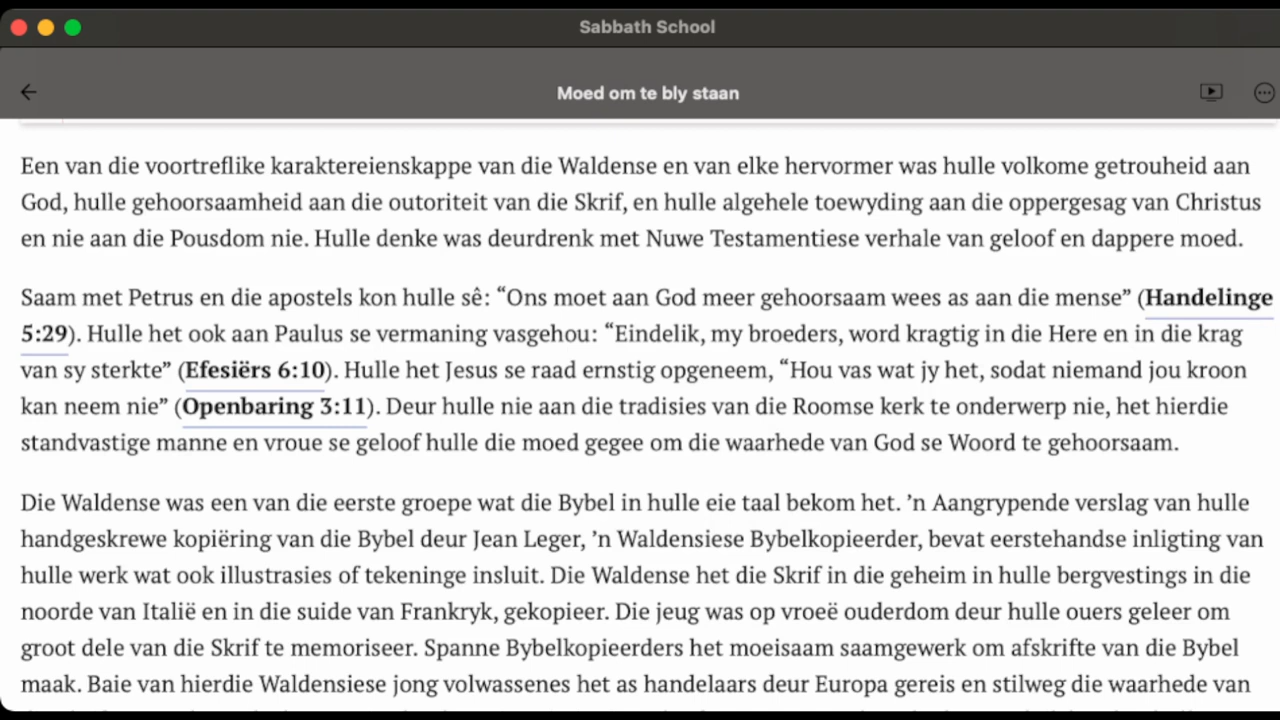 Sabbath School
Moed om te bly staan
Een van die voortreflike karaktereienskappe van die Waldense en van elke hervormer was hulle volkome getrouheid aan
God, hulle gehoorsaamheid aan die outoriteit van die Skrif, en hulle algehele toewyding aan die oppergesag van Christus
en nie aan die Pousdom nie. Hulle denke was deurdrenk met Nuwe Testamentiese verhale van geloof en dappere moed.
Saam met Petrus en die apostels kon hulle sê: “Ons moet aan God meer gehoorsaam wees as aan die mense” (Handelinge
5:29). Hulle het ook aan Paulus se vermaning vasgehou: “Eindelik, my broeders, word kragtig in die Here en in die krag
van sy sterkte” (Efesiërs 6:10). Hulle het Jesus se raad ernstig opgeneem, “Hou vas wat jy het, sodat niemand jou kroon
kan neem nie” (Openbaring 3:11). Deur hulle nie aan die tradisies van die Roomse kerk te onderwerp nie, het hierdie
standvastige manne en vroue se geloof hulle die moed gegee om die waarhede van God se Woord te gehoorsaam.
Die Waldense was een van die eerste groepe wat die Bybel in hulle eie taal bekom het. ’n Aangrypende verslag van hulle
handgeskrewe kopiëring van die Bybel deur Jean Leger, ’n Waldensiese Bybelkopieerder, bevat eerstehandse inligting van
hulle werk wat ook illustrasies of tekeninge insluit. Die Waldense het die Skrif in die geheim in hulle bergvestings in die
noorde van Italië en in die suide van Frankryk, gekopieer. Die jeug was op vroeë ouderdom deur hulle ouers geleer om
groot dele van die Skrif te memoriseer. Spanne Bybelkopieerders het moeisaam saamgewerk om afskrifte van die Bybel
maak. Baie van hierdie Waldensiese jong volwassenes het as handelaars deur Europa gereis en stilweg die waarhede van